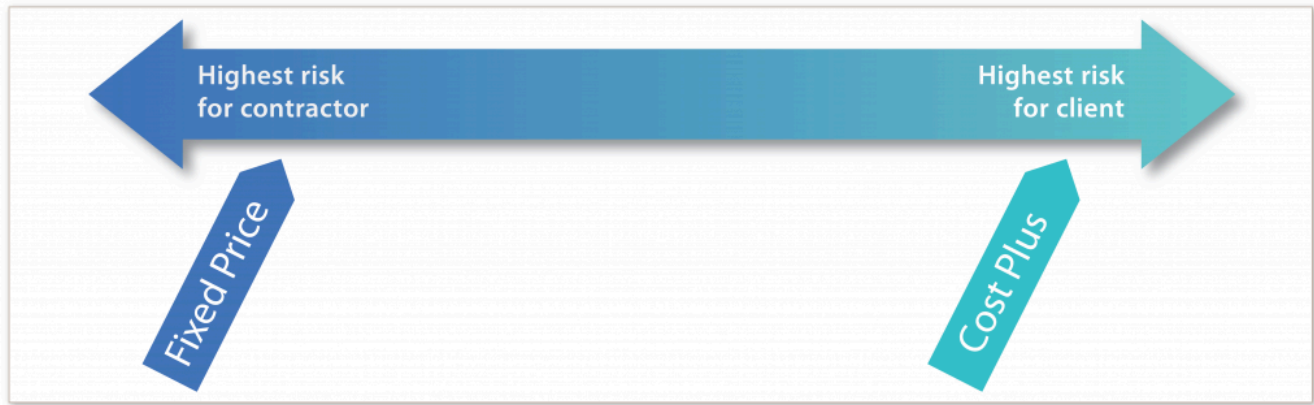 Highest risk
for contractor
Highest risk
for client
Fixed Price
Cost Plus